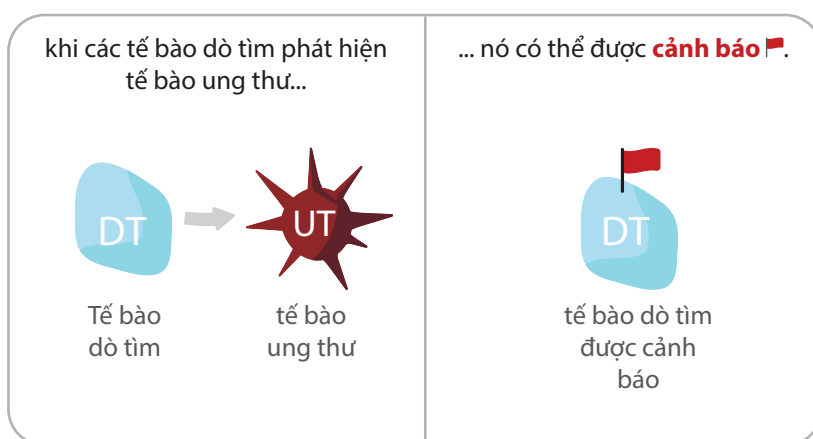 khi các tế bào dò tìm phát hiện
tế bào ung thư...
... nó có thể được cảnh báo.
DT
UT
Tế bào
dò tìm
tế bào
ung thư
DT
tế bào dò tìm
được cảnh
báo